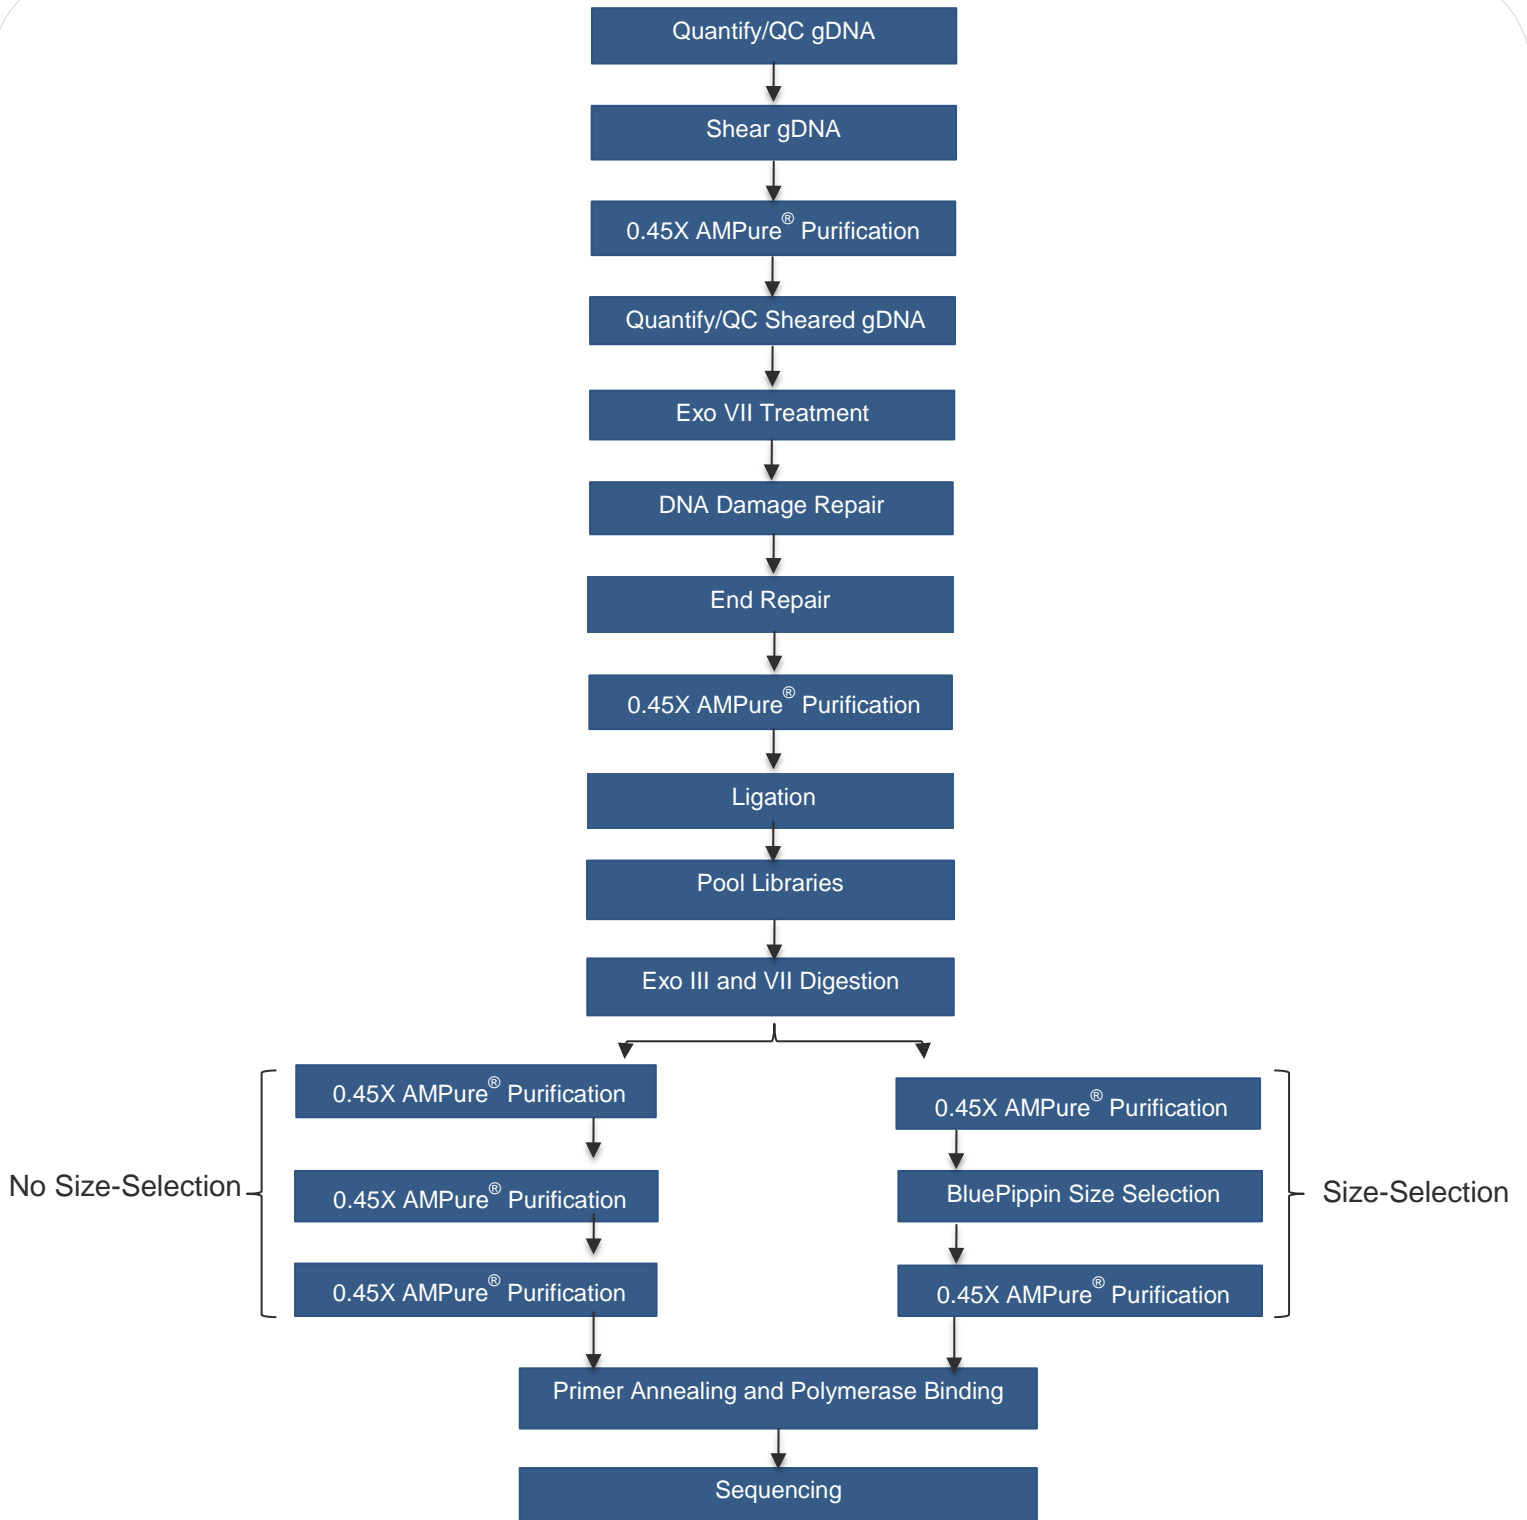 Quantify/QC gDNA
Shear gDNA
0.45X AMPure® Purification
Quantify/QC Sheared gDNA
Exo VII Treatment
DNA Damage Repair
End Repair
0.45X AMPure® Purification
Ligation
Pool Libraries
Exo III and VII Digestion
No Size-Selection
0.45X AMPure® Purification
0.45X AMPure® Purification
0.45X AMPure® Purification
0.45X AMPure® Purification
BluePippin Size Selection
0.45X AMPure® Purification
Size-Selection
Primer Annealing and Polymerase Binding
Sequencing